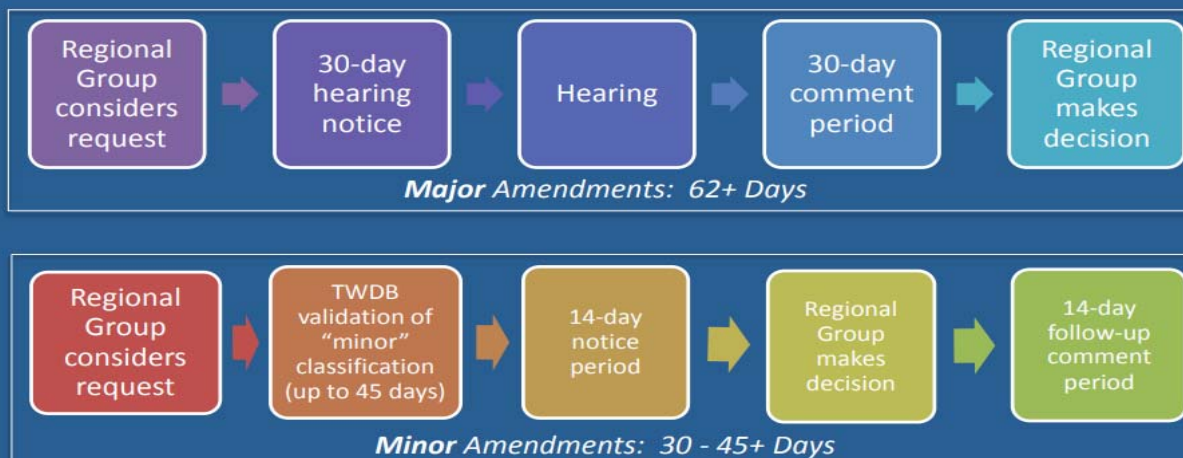 Regional
Group
considers
request
30-day
hearing
notice
Hearing
30-day
comment
period
Regional
Group
makes
decision
Major Amendments: 62+ Days
Regional
Group
considers
request
TWDB
validation of
“minor”
classification
(up to 45 days)
14-day
notice
period
Regional
Group
makes
decision
14-day
follow-up
comment
period
Minor Amendments: 30 - 45+ Days